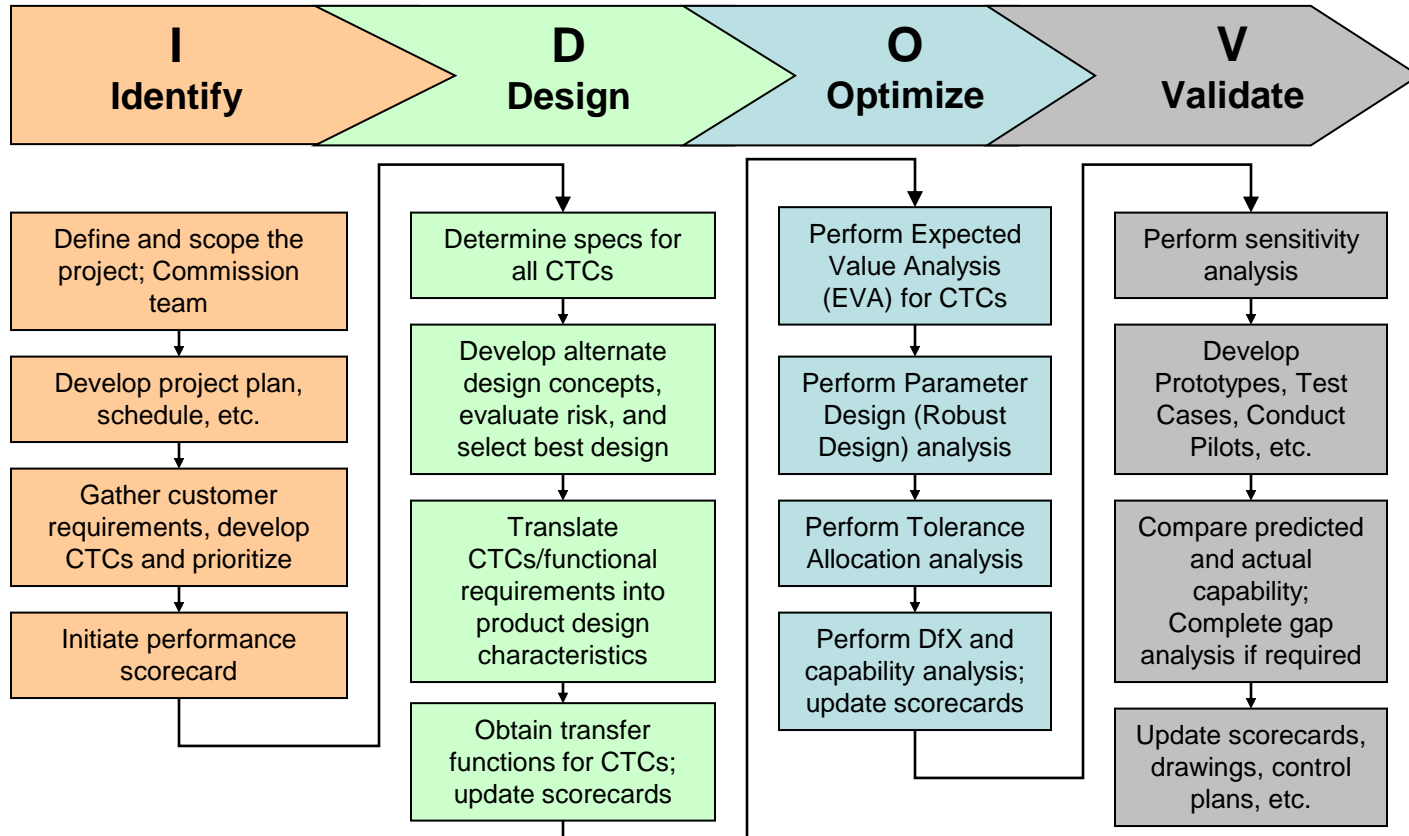 I
Identify
D
Design
O
Optimize
V
Validate
Define and scope the
project; Commission
team
Develop project plan,
schedule, etc.
Gather customer
requirements, develop
CTCs and prioritize
Initiate performance
scorecard
Determine specs for
all CTCs
Develop alternate
design concepts,
evaluate risk, and
select best design
Translate
CTCs/functional
requirements into
product design
characteristics
Obtain transfer
functions for CTCs;
update scorecards
Perform Expected
Value Analysis
(EVA) for CTCs
Perform Parameter
Design (Robust
Design) analysis
Perform Tolerance
Allocation analysis
Perform DfX and
capability analysis;
update scorecards
Perform sensitivity
analysis
Develop
Prototypes, Test
Cases, Conduct
Pilots, etc.
Compare predicted
and actual
capability;
Complete gap
analysis if required
Update scorecards,
drawings, control
plans, etc.